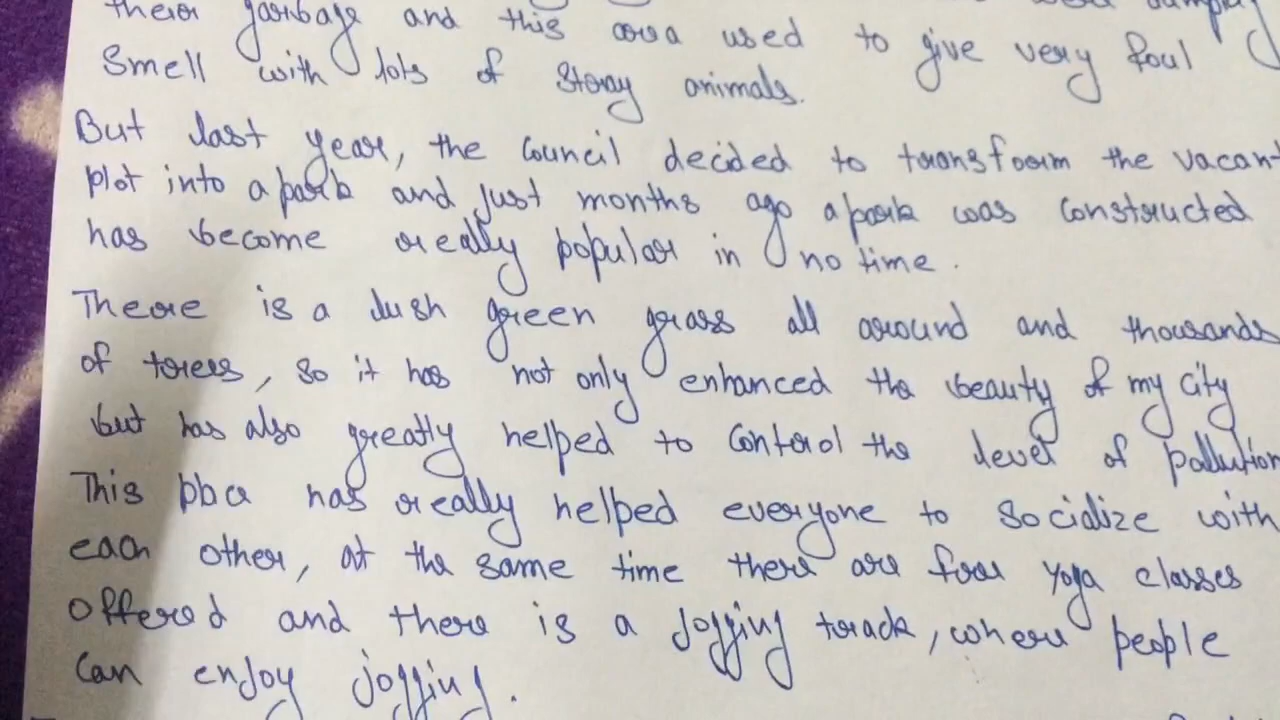 their garbage and this area used to give very foul
Smell with lots of stray animals.
But last year, the Council decided to transform the vacant
plot into a park and just months ago a park was constructed
has become really popular in no time.
There is a lush green grass all around and thousands
of trees, so it has not only enhanced the beauty of my city
but has also greatly helped to control the level of pollution
This pba has really helped everyone to socialize with
each other, at the same time there are free yoga classes
offered and there is a jogging track, where people
can enjoy jogging.